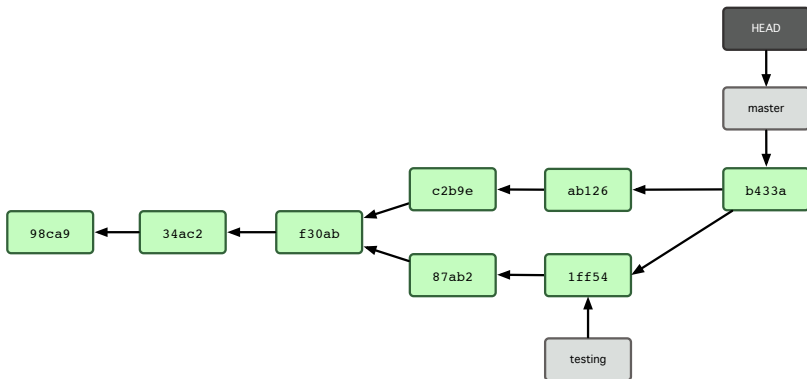 HEAD
master
c2b9e
ab126
b433a
98ca9
34ac2
f30ab
87ab2
1ff54
testing